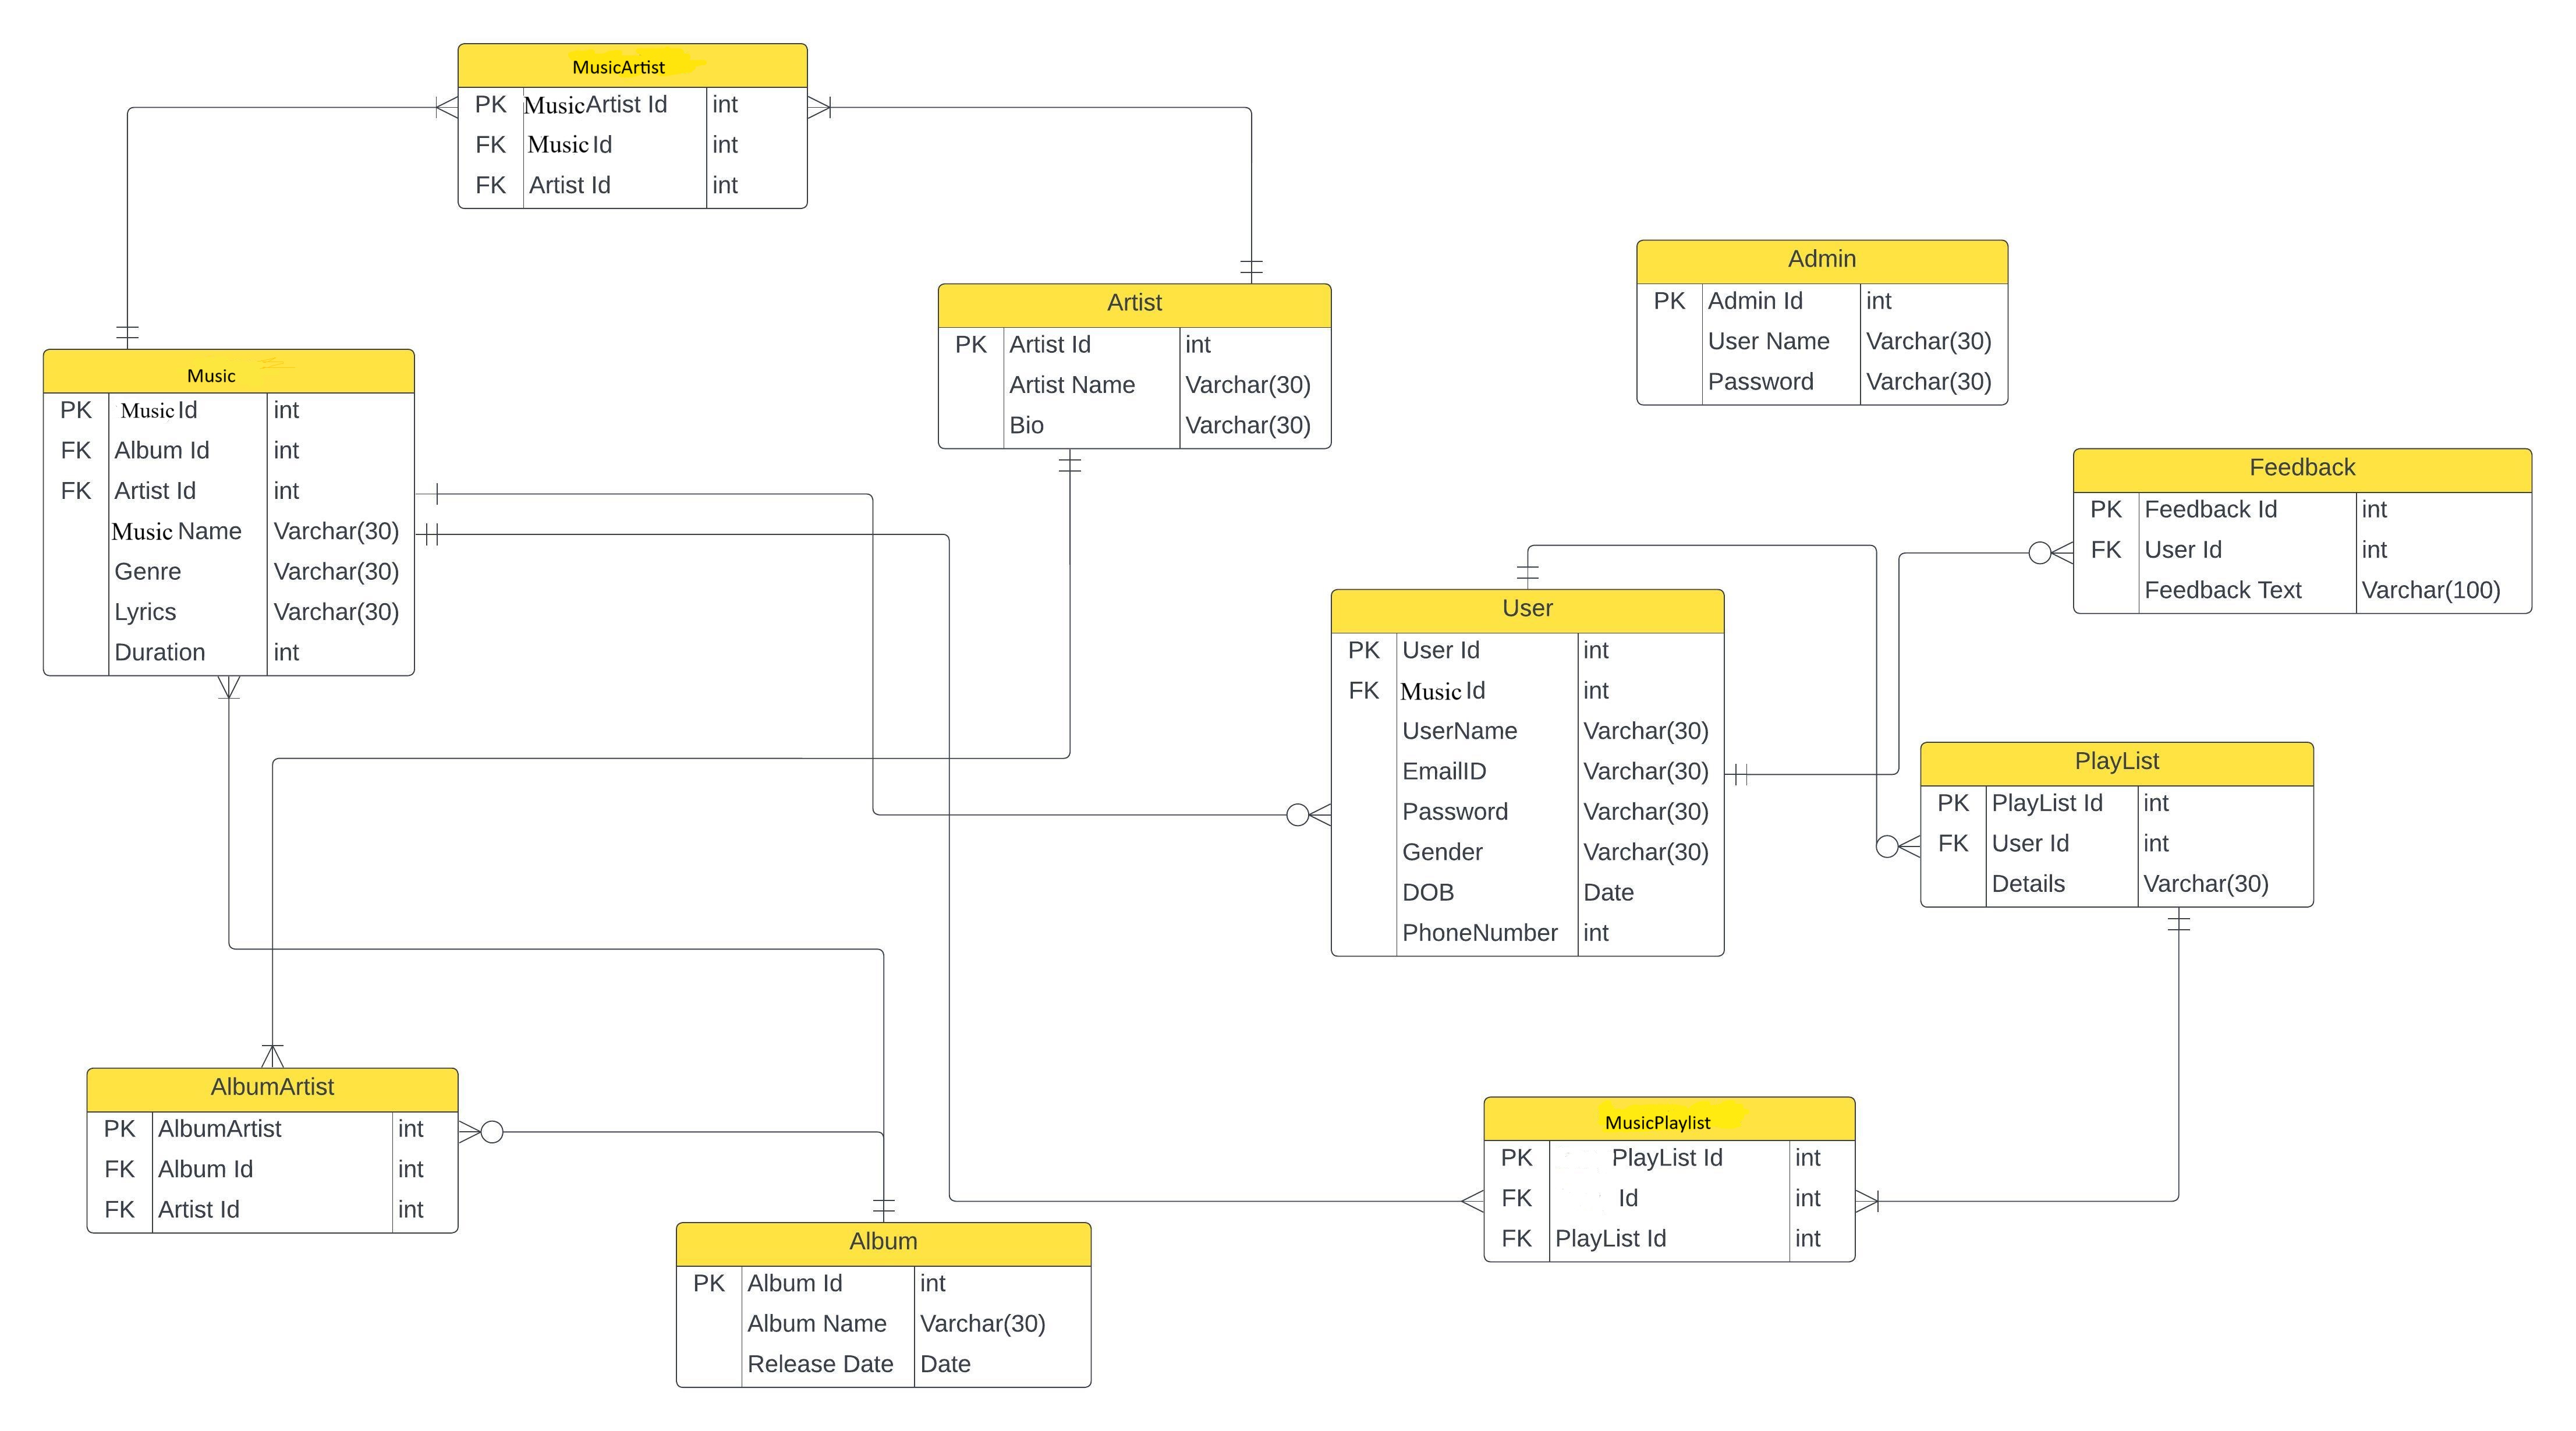 MusicArtist
PK MusicArtist Id int
FK Music Id int
FK Artist Id int
Admin
PK Admin Id int
User Name Varchar(30)
Password Varchar(30)
Artist
PK Artist Id int
Artist Name Varchar(30)
Bio Varchar(30)
Music
PK Music Id int
FK Album Id int
FK Artist Id int
Music Name Varchar(30)
Genre Varchar(30)
Lyrics Varchar(30)
Duration int
Feedback
PK Feedback Id int
FK User Id int
Feedback Text Varchar(100)
User
PK User Id int
FK Music Id int
UserName Varchar(30)
EmailID Varchar(30)
Password Varchar(30)
Gender Varchar(30)
DOB Date
PhoneNumber int
PlayList
PK PlayList Id int
FK User Id int
Details Varchar(30)
AlbumArtist
PK AlbumArtist int
FK Album Id int
FK Artist Id int
MusicPlaylist
PK PlayList Id int
FK Id int
FK PlayList Id int
Album
PK Album Id int
Album Name Varchar(30)
Release Date Date